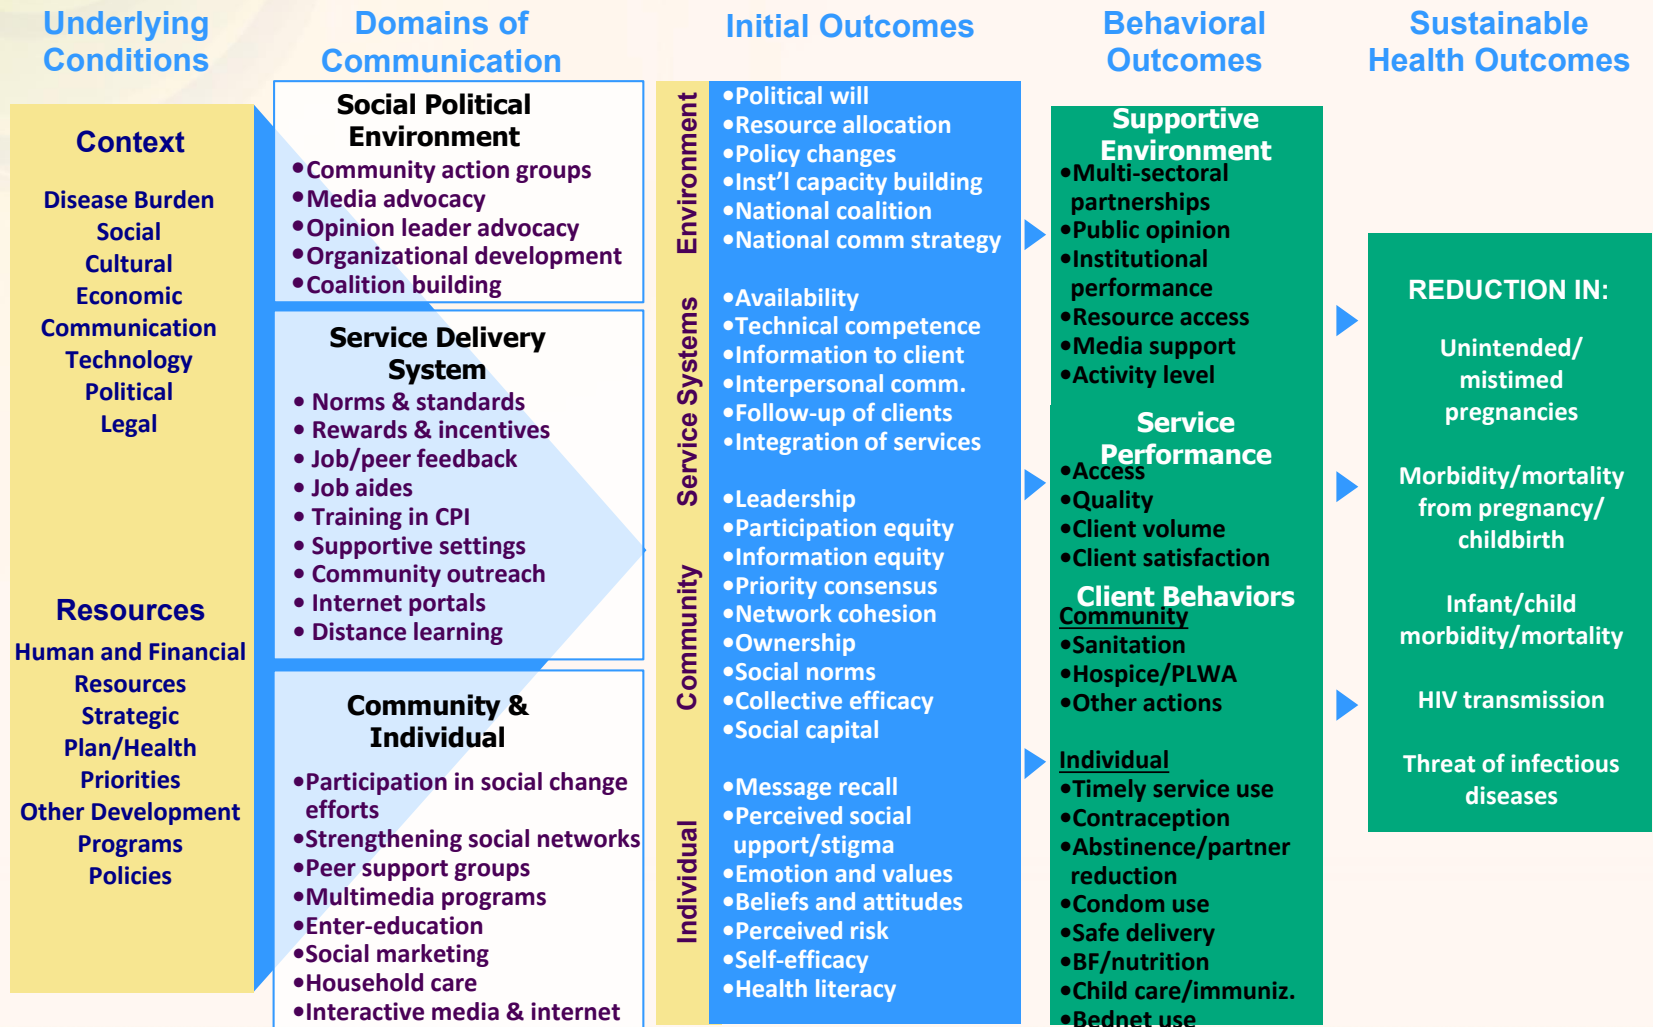 Underlying
Conditions
Domains of
Communication
Initial Outcomes
Behavioral
Outcomes
Sustainable
Health Outcomes
Context
Disease Burden
Social
Cultural
Economic
Communication
Technology
Political
Legal
Resources
Human and Financial
Resources
Strategic
Plan/Health
Priorities
Other Development
Programs
Policies
Social Political
Environment
•Community action groups
•Media advocacy
•Opinion leader advocacy
•Organizational development
•Coalition building
Service Delivery
System
• Norms & standards
• Rewards & incentives
• Job/peer feedback
• Job aides
• Training in CPI
• Supportive settings
• Community outreach
• Internet portals
• Distance learning
Community &
Individual
•Participation in social change
efforts
•Strengthening social networks
•Peer support groups
•Multimedia programs
•Enter-education
•Social marketing
•Household care
•Interactive media & internet
Environment
•Political will
•Resource allocation
•Policy changes
•Inst'l capacity building
•National coalition
•National comm strategy
Service Systems
•Availability
•Technical competence
•Information to client
•Interpersonal comm.
•Follow-up of clients
•Integration of services
Community
•Leadership
•Participation equity
•Information equity
•Priority consensus
•Network cohesion
•Ownership
•Social norms
•Collective efficacy
•Social capital
Individual
•Message recall
•Perceived social
upport/stigma
•Emotion and values
•Beliefs and attitudes
•Perceived risk
•Self-efficacy
•Health literacy
Supportive
Environment
•Multi-sectoral
partnerships
•Public opinion
•Institutional
performance
•Resource access
•Media support
•Activity level
Service
Performance
•Access
•Quality
•Client volume
•Client satisfaction
Client Behaviors
Community
•Sanitation
•Hospice/PLWA
•Other actions
Individual
•Timely service use
•Contraception
•Abstinence/partner
reduction
•Condom use
•Safe delivery
•BF/nutrition
•Child care/immuniz.
•Bednet use
REDUCTION IN:
Unintended/
mistimed
pregnancies
Morbidity/mortality
from pregnancy/
childbirth
Infant/child
morbidity/mortality
HIV transmission
Threat of infectious
diseases